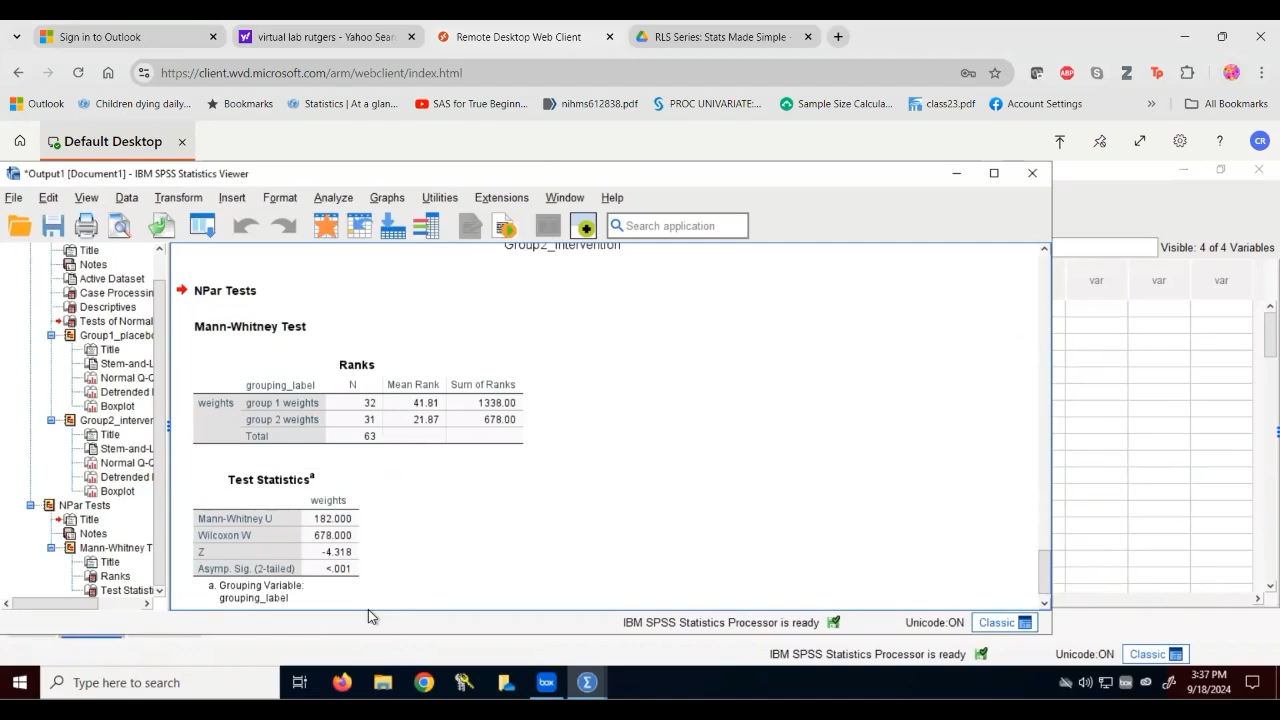 Sign in to Outlook
virtual lab rutgers - Yahoo Sear
Remote Desktop Web Client
RLS Series: Stats Made Simple -
https://client.wvd.microsoft.com/arm/webclient/index.html
Outlook
Children dying daily...
Bookmarks
Statistics | At a glan...
SAS for True Beginn...
nihms612838.pdf
PROC UNIVARIATE:...
Sample Size Calcula...
class23.pdf
Account Settings
All Bookmarks
Default Desktop
CR
*Output1 [Document1] - IBM SPSS Statistics Viewer
File Edit View Data Transform Insert Format Analyze Graphs Utilities Extensions Window Help
Search application
Visible: 4 of 4 Variables
var var var
Title
Notes
Active Dataset
Case Processin
Descriptives
Tests of Normal
Group1_placebo
Title
Stem-and-L
Normal Q-Q
Detrended I
Boxplot
Group2_interver
Title
Stem-and-L
Normal Q-Q
Detrended I
Boxplot
NPar Tests
Title
Notes
Mann-Whitney T
Title
Ranks
Test Statisti
Group2_intervention
NPar Tests
Mann-Whitney Test
Ranks
grouping_label N Mean Rank Sum of Ranks
weights group 1 weights 32 41.81 1338.00
group 2 weights 31 21.87 678.00
Total 63
Test Statisticsa
weights
Mann-Whitney U 182.000
Wilcoxon W 678.000
Z -4.318
Asymp. Sig. (2-tailed) <.001
a. Grouping Variable:
grouping_label
IBM SPSS Statistics Processor is ready
Unicode:ON
Classic
IBM SPSS Statistics Processor is ready
Unicode:ON
Classic
Type here to search
box
3:37 PM
9/18/2024